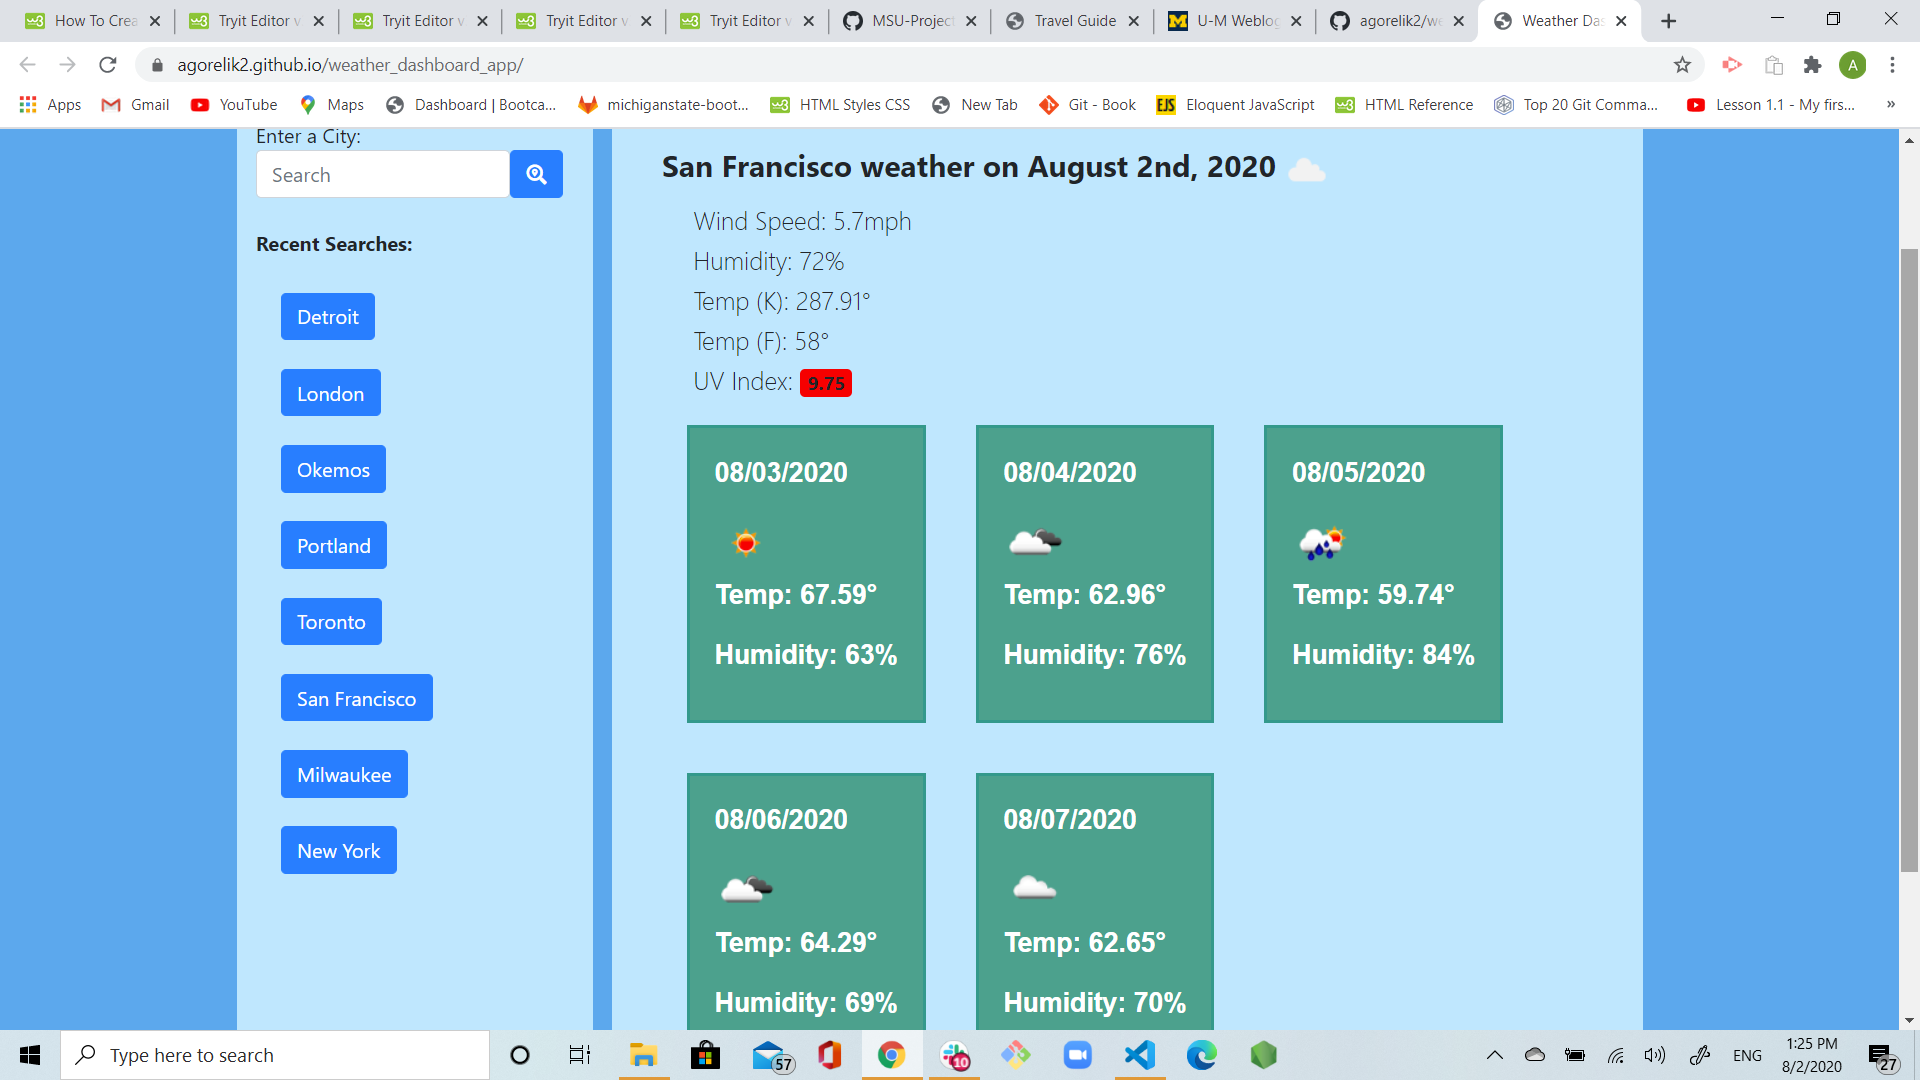 How To Crea
Tryit Editor v
Tryit Editor v
Tryit Editor v
Tryit Editor v
MSU-Project
Travel Guide
U-M Weblog
agorelik2/we
Weather Das
agorelik2.github.io/weather_dashboard_app/
A
Apps
Gmail
YouTube
Maps
Dashboard | Bootca...
michiganstate-boot...
HTML Styles CSS
New Tab
Git - Book
EJS
Eloquent JavaScript
HTML Reference
Top 20 Git Comma...
Lesson 1.1 - My firs...
»
Enter a City:
Search
Recent Searches:
Detroit
London
Okemos
Portland
Toronto
San Francisco
Milwaukee
New York
San Francisco weather on August 2nd, 2020
Wind Speed: 5.7mph
Humidity: 72%
Temp (K): 287.91°
Temp (F): 58°
UV Index: 9.75
08/03/2020
Temp: 67.59°
Humidity: 63%
08/04/2020
Temp: 62.96°
Humidity: 76%
08/05/2020
Temp: 59.74°
Humidity: 84%
08/06/2020
Temp: 64.29°
Humidity: 69%
08/07/2020
Temp: 62.65°
Humidity: 70%
Type here to search
57
10
ENG
1:25 PM
8/2/2020
27